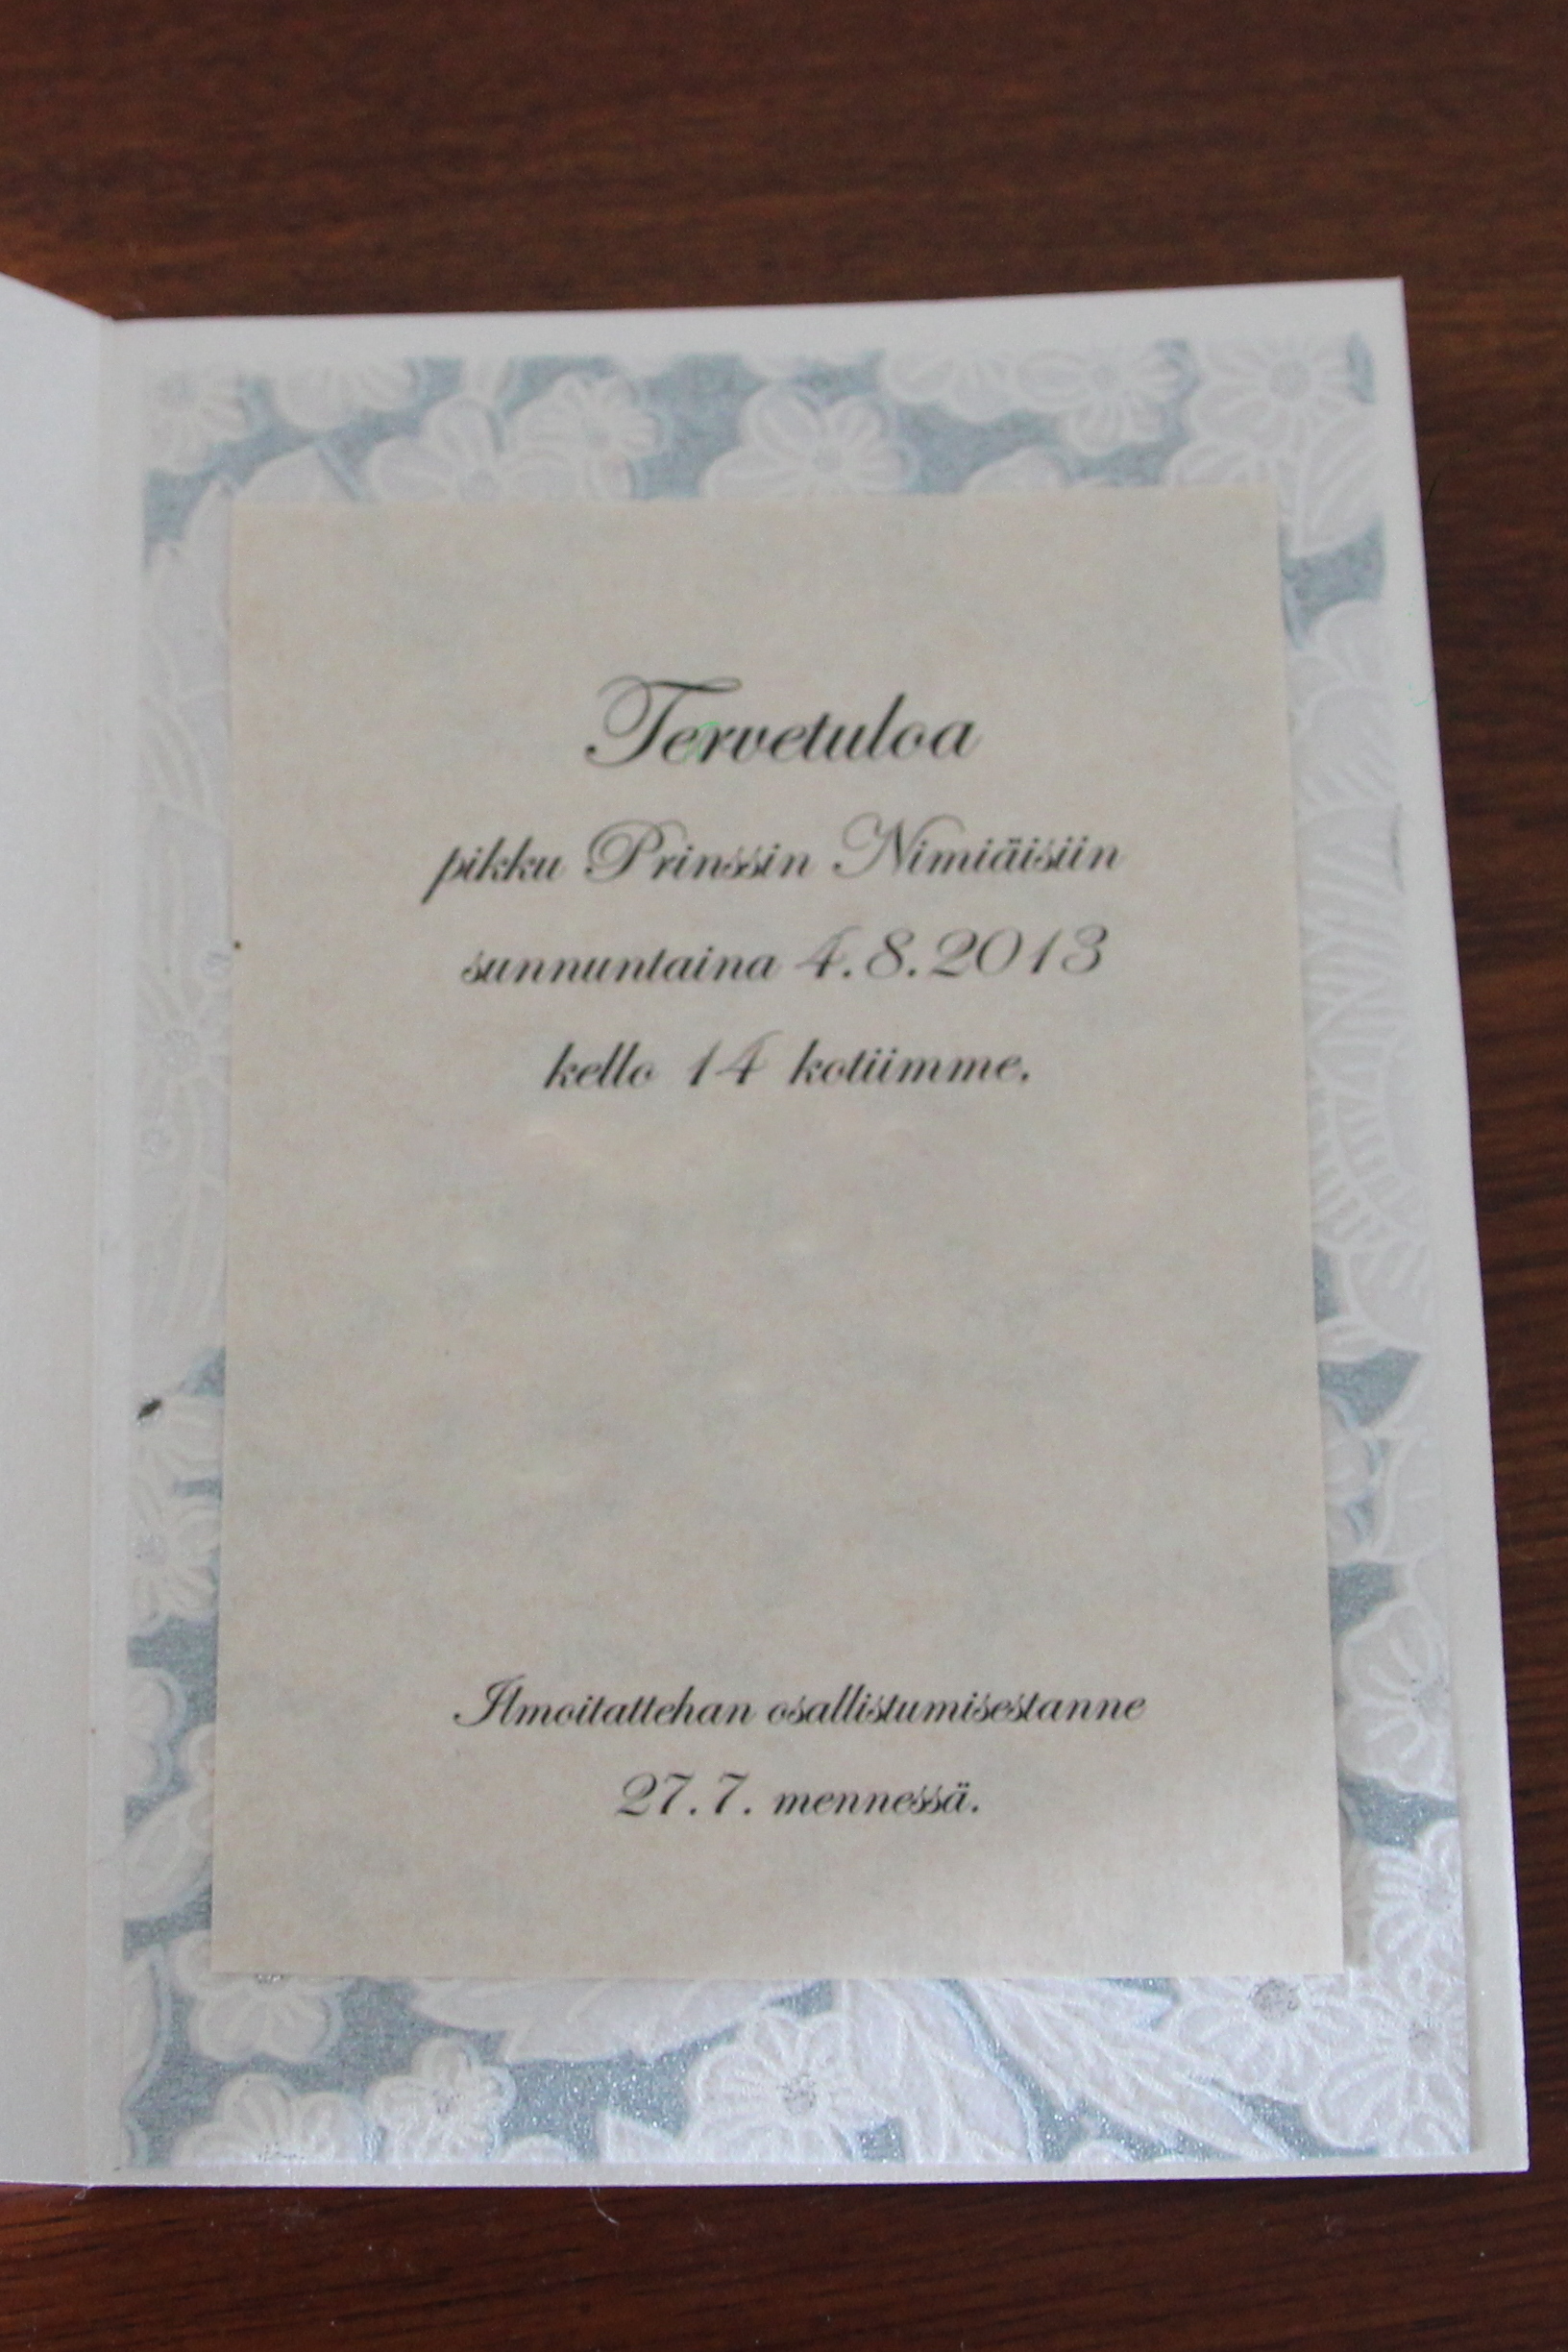 Tervetuloa
pikku Prinssin Nimiäisiin
sunnuntaina 4.8.2013
kello 14 kotiimme.
Ilmoitattehan osallistumisestanne
27.7. mennessä.